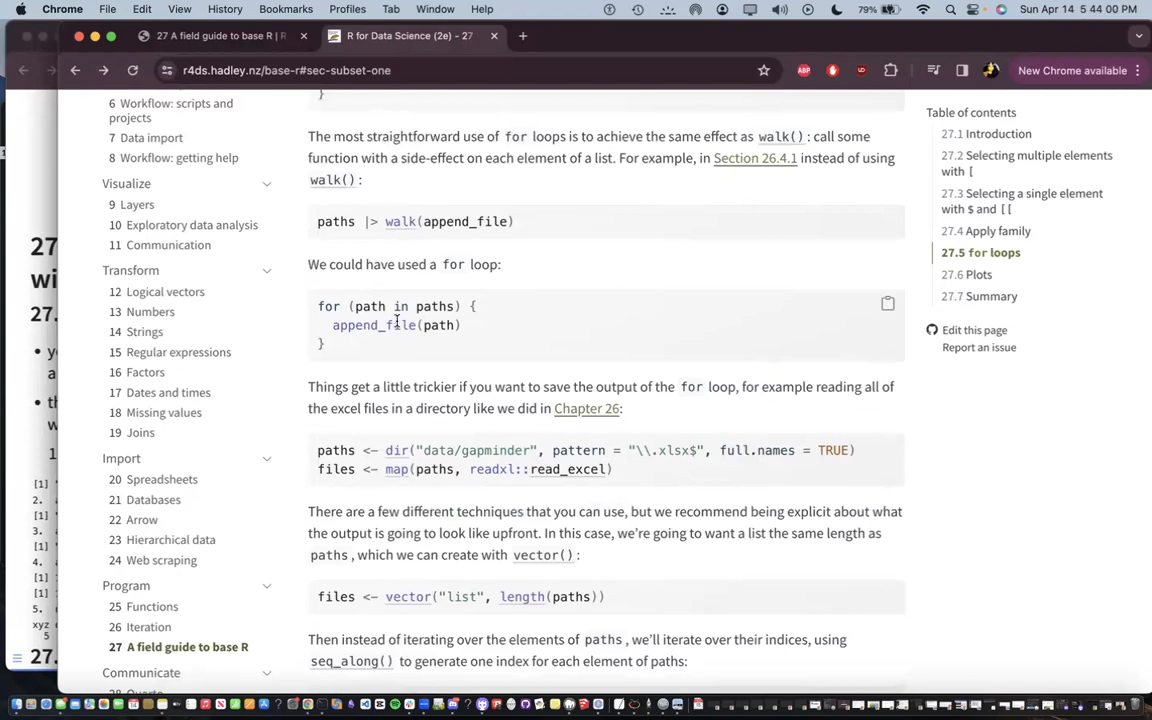 Chrome File Edit View History Bookmarks Profiles Tab Window Help 79% Sun Apr 14 5:44:00 PM
27 A field guide to base R | R
R for Data Science (2e) - 27
r4ds.hadley.nz/base-r#sec-subset-one
ABP
New Chrome available
6 Workflow: scripts and
projects
7 Data import
8 Workflow: getting help
Visualize
9 Layers
10 Exploratory data analysis
11 Communication
Transform
12 Logical vectors
13 Numbers
14 Strings
15 Regular expressions
16 Factors
17 Dates and times
18 Missing values
19 Joins
Import
20 Spreadsheets
21 Databases
22 Arrow
23 Hierarchical data
24 Web scraping
Program
25 Functions
26 Iteration
27 A field guide to base R
Communicate
}
The most straightforward use of for loops is to achieve the same effect as walk(): call some
function with a side-effect on each element of a list. For example, in Section 26.4.1 instead of using
walk():
paths |> walk(append_file)
We could have used a for loop:
for (path in paths) {
append_file(path)
}
Things get a little trickier if you want to save the output of the for loop, for example reading all of
the excel files in a directory like we did in Chapter 26:
paths <- dir("data/gapminder", pattern = "\\.xlsx$", full.names = TRUE)
files <- map(paths, readxl::read_excel)
There are a few different techniques that you can use, but we recommend being explicit about what
the output is going to look like upfront. In this case, we're going to want a list the same length as
paths, which we can create with vector():
files <- vector("list", length(paths))
Then instead of iterating over the elements of paths, we'll iterate over their indices, using
seq_along() to generate one index for each element of paths:
Table of contents
27.1 Introduction
27.2 Selecting multiple elements
with [
27.3 Selecting a single element
with $ and [[
27.4 Apply family
27.5 for loops
27.6 Plots
27.7 Summary
Edit this page
Report an issue
27
wi
27.
1
[1]
2.
[1]
3.
[1]
4.
[1]
5.
xyz
5
27.